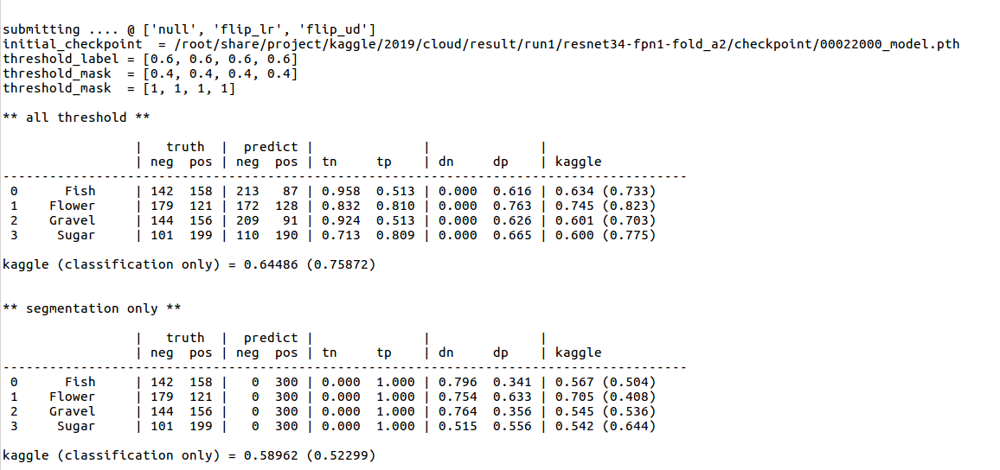 submitting .... @ ['null', 'flip_lr', 'flip_ud']
initial_checkpoint  = /root/share/project/kaggle/2019/cloud/result/run1/resnet34-fpn1-fold_a2/checkpoint/00022000_model.pth
threshold_label = [0.6, 0.6, 0.6, 0.6]
threshold_mask  = [0.4, 0.4, 0.4, 0.4]
threshold_mask  = [1, 1, 1, 1]
** all threshold **
                 |   truth  |  predict |              |              |
                 | neg  pos | neg  pos | tn     tp    | dn     dp    | kaggle
----------------------------------------------------------------------------------------
 0      Fish     | 142  158 | 213   87 | 0.958  0.513 | 0.000  0.616 | 0.634 (0.733)
 1    Flower     | 179  121 | 172  128 | 0.832  0.810 | 0.000  0.763 | 0.745 (0.823)
 2    Gravel     | 144  156 | 209   91 | 0.924  0.513 | 0.000  0.626 | 0.601 (0.703)
 3     Sugar     | 101  199 | 110  190 | 0.713  0.809 | 0.000  0.665 | 0.600 (0.775)
kaggle (classification only) = 0.64486 (0.75872)
** segmentation only **
                 |   truth  |  predict |              |              |
                 | neg  pos | neg  pos | tn     tp    | dn     dp    | kaggle
----------------------------------------------------------------------------------------
 0      Fish     | 142  158 |   0  300 | 0.000  1.000 | 0.796  0.341 | 0.567 (0.504)
 1    Flower     | 179  121 |   0  300 | 0.000  1.000 | 0.754  0.633 | 0.705 (0.408)
 2    Gravel     | 144  156 |   0  300 | 0.000  1.000 | 0.764  0.356 | 0.545 (0.536)
 3     Sugar     | 101  199 |   0  300 | 0.000  1.000 | 0.515  0.556 | 0.542 (0.644)
kaggle (classification only) = 0.58962 (0.52299)